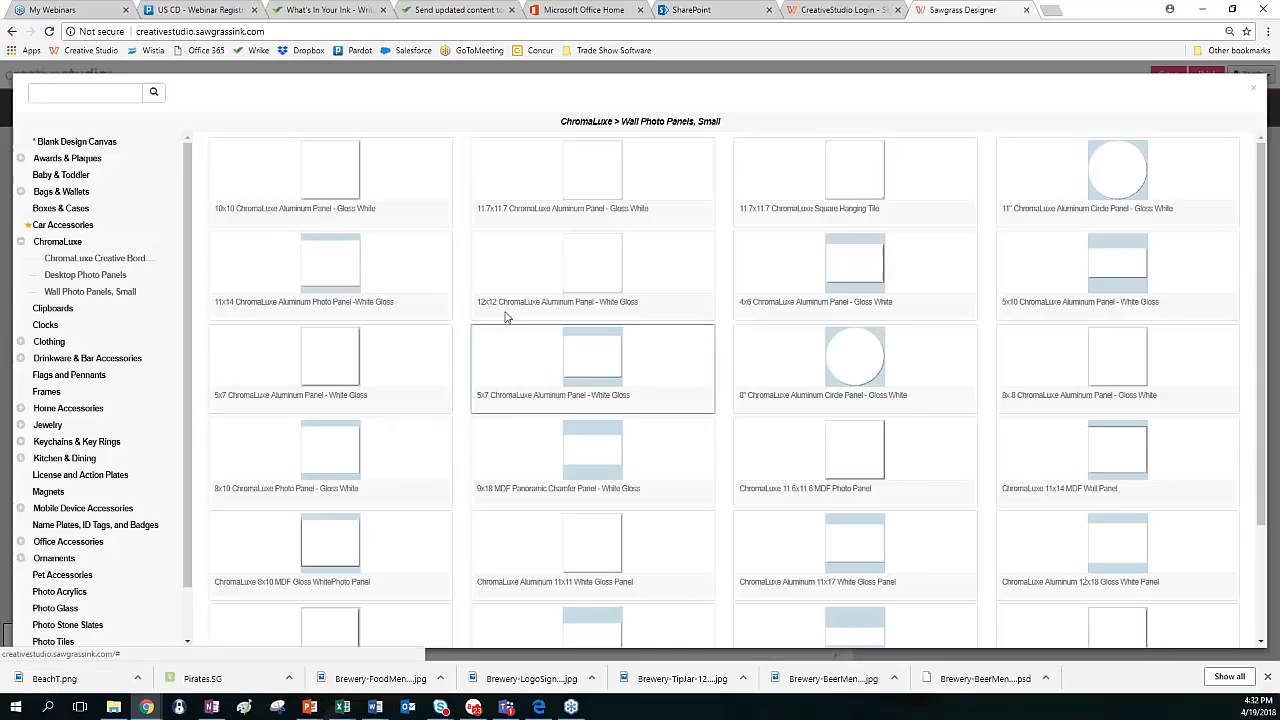 My Webinars
US CD - Webinar Regist
What's In Your Ink - Wri
Send updated content to
Microsoft Office Home
SharePoint
CreativeStudio Login - Sa
Sawgrass Designer
Not secure
creativestudio.sawgrassink.com
Apps
Creative Studio
Wistia
Office 365
Wrike
Dropbox
Pardot
Salesforce
GoToMeeting
Concur
Trade Show Software
Other bookmarks
ChromaLuxe > Wall Photo Panels, Small
* Blank Design Canvas
Awards & Plaques
Baby & Toddler
Bags & Wallets
Boxes & Cases
Car Accessories
ChromaLuxe
ChromaLuxe Creative Bord...
Desktop Photo Panels
Wall Photo Panels, Small
Clipboards
Clocks
Clothing
Drinkware & Bar Accessories
Flags and Pennants
Frames
Home Accessories
Jewelry
Keychains & Key Rings
Kitchen & Dining
License and Action Plates
Magnets
Mobile Device Accessories
Name Plates, ID Tags, and Badges
Office Accessories
Ornaments
Pet Accessories
Photo Acrylics
Photo Glass
Photo Stone Slates
Photo Tiles
10x10 ChromaLuxe Aluminum Panel - Gloss White
11.7x11.7 ChromaLuxe Aluminum Panel - Gloss White
11.7x11.7 ChromaLuxe Square Hanging Tile
11" ChromaLuxe Aluminum Circle Panel - Gloss White
11x14 ChromaLuxe Aluminum Photo Panel -White Gloss
12x12 ChromaLuxe Aluminum Panel - White Gloss
4x6 ChromaLuxe Aluminum Panel - Gloss White
5x10 ChromaLuxe Aluminum Panel - White Gloss
5x7 ChromaLuxe Aluminum Panel - White Gloss
5x7 ChromaLuxe Aluminum Panel - White Gloss
8" ChromaLuxe Aluminum Circle Panel - Gloss White
8x 8 ChromaLuxe Aluminum Panel - Gloss White
8x10 ChromaLuxe Photo Panel - Gloss White
9x18 MDF Panoramic Chamfer Panel - White Gloss
ChromaLuxe 11.6x11.6 MDF Photo Panel
ChromaLuxe 11x14 MDF Wall Panel
ChromaLuxe 8x10 MDF Gloss WhitePhoto Panel
ChromaLuxe Aluminum 11x11 White Gloss Panel
ChromaLuxe Aluminum 11x17 White Gloss Panel
ChromaLuxe Aluminum 12x18 Gloss White Panel
creativestudio.sawgrassink.com/#
BeachT.png
Pirates.SG
Brewery-FoodMen....jpg
Brewery-LogoSign....jpg
Brewery-TipJar-12....jpg
Brewery-BeerMen....jpg
Brewery-BeerMen....psd
Show all
4:32 PM
4/19/2018